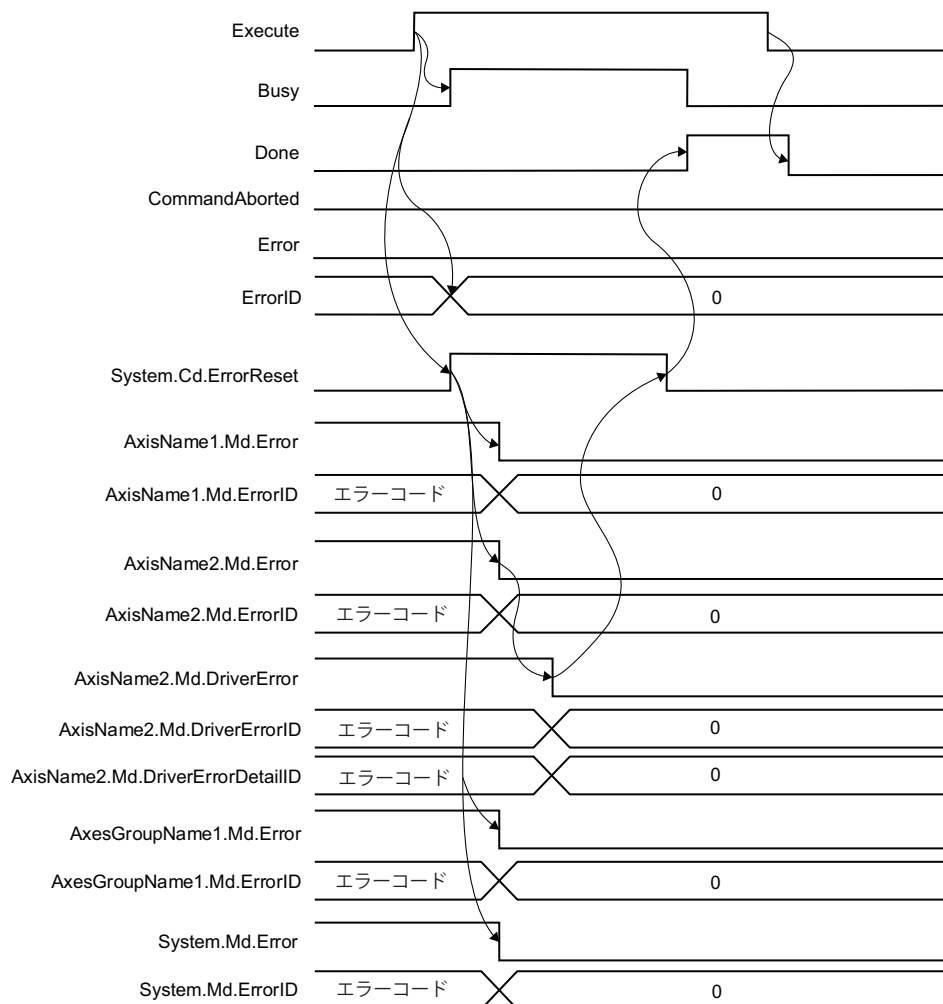 Execute
Busy
Done
CommandAborted
Error
ErrorID 0
System.Cd.ErrorReset
AxisName1.Md.Error
AxisName1.Md.ErrorID エラーコード 0
AxisName2.Md.Error
AxisName2.Md.ErrorID エラーコード 0
AxisName2.Md.DriverError
AxisName2.Md.DriverErrorID エラーコード 0
AxisName2.Md.DriverErrorDetailID エラーコード 0
AxesGroupName1.Md.Error
AxesGroupName1.Md.ErrorID エラーコード 0
System.Md.Error
System.Md.ErrorID エラーコード 0